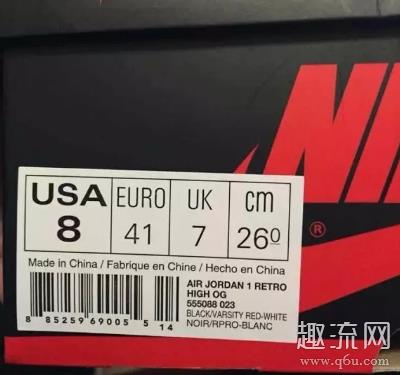 NI
USA EURO UK cm
8 41 7 26⁰
®
Made in China / Fabrique en Chine / Hecho en China
AIR JORDAN 1 RETRO
HIGH OG
555088 023
BLACK/VARSITY RED-WHITE
NOIR/RPRO-BLANC
8 85259 69005 5 14
趣流网
www.q6u.com